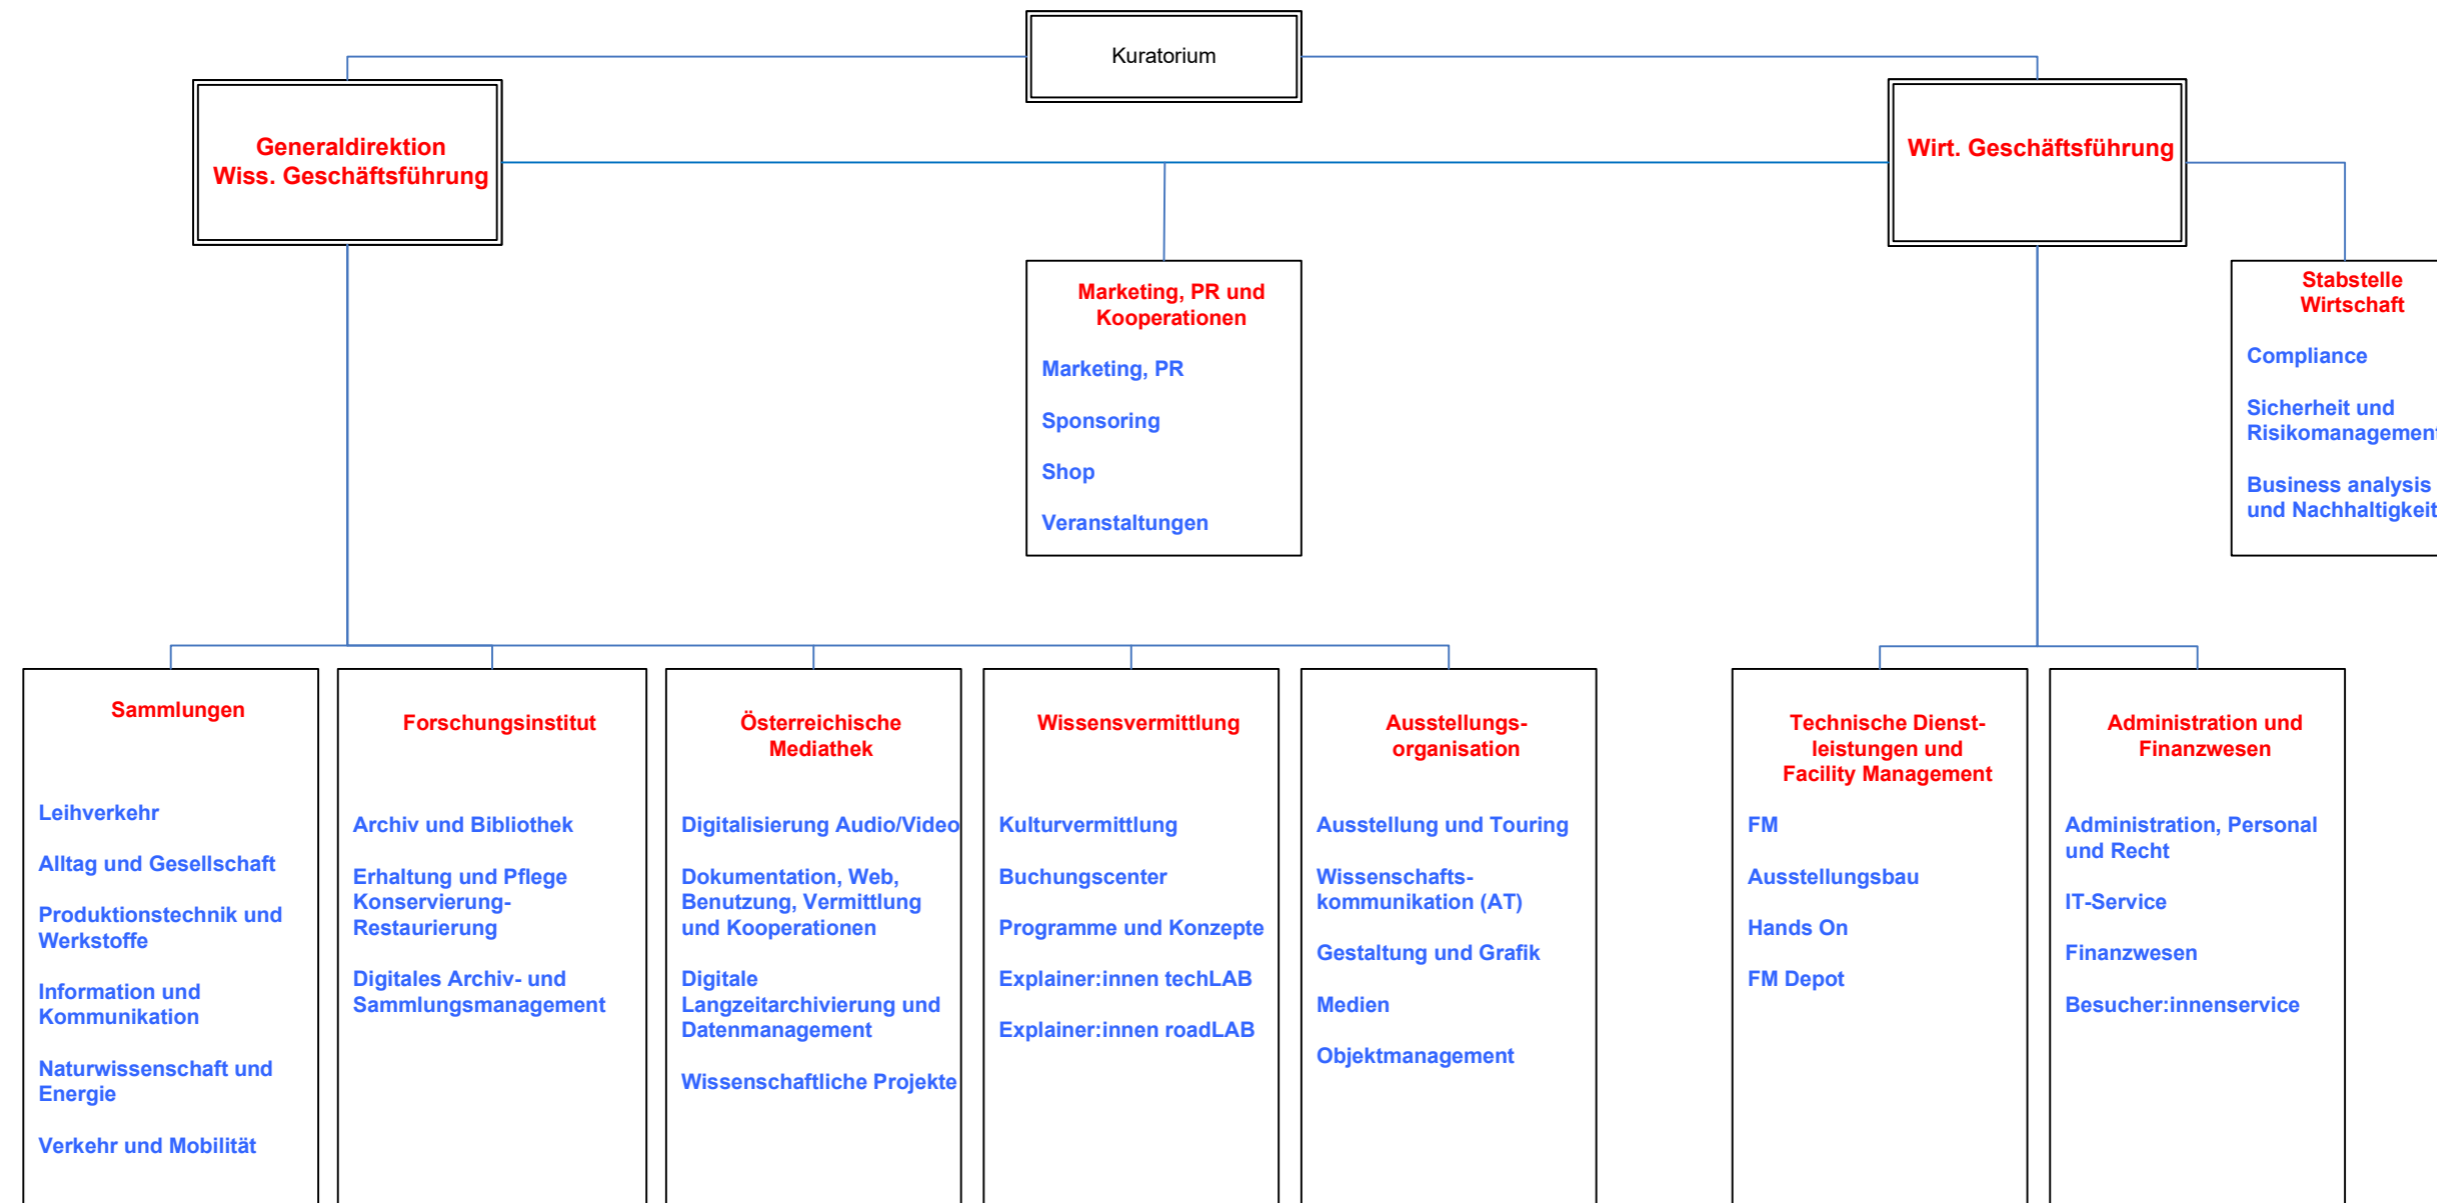 Kuratorium
Generaldirektion
Wiss. Geschäftsführung
Wirt. Geschäftsführung
Marketing, PR und
Kooperationen
Marketing, PR
Sponsoring
Shop
Veranstaltungen
Stabstelle
Wirtschaft
Compliance
Sicherheit und
Risikomanagement
Business analysis
und Nachhaltigkeit
Sammlungen
Leihverkehr
Alltag und Gesellschaft
Produktionstechnik und
Werkstoffe
Information und
Kommunikation
Naturwissenschaft und
Energie
Verkehr und Mobilität
Forschungsinstitut
Archiv und Bibliothek
Erhaltung und Pflege
Konservierung-
Restaurierung
Digitales Archiv- und
Sammlungsmanagement
Österreichische
Mediathek
Digitalisierung Audio/Video
Dokumentation, Web,
Benutzung, Vermittlung
und Kooperationen
Digitale
Langzeitarchivierung und
Datenmanagement
Wissenschaftliche Projekte
Wissensvermittlung
Kulturvermittlung
Buchungscenter
Programme und Konzepte
Explainer:innen techLAB
Explainer:innen roadLAB
Ausstellungs-
organisation
Ausstellung und Touring
Wissenschafts-
kommunikation (AT)
Gestaltung und Grafik
Medien
Objektmanagement
Technische Dienst-
leistungen und
Facility Management
FM
Ausstellungsbau
Hands On
FM Depot
Administration und
Finanzwesen
Administration, Personal
und Recht
IT-Service
Finanzwesen
Besucher:innenservice